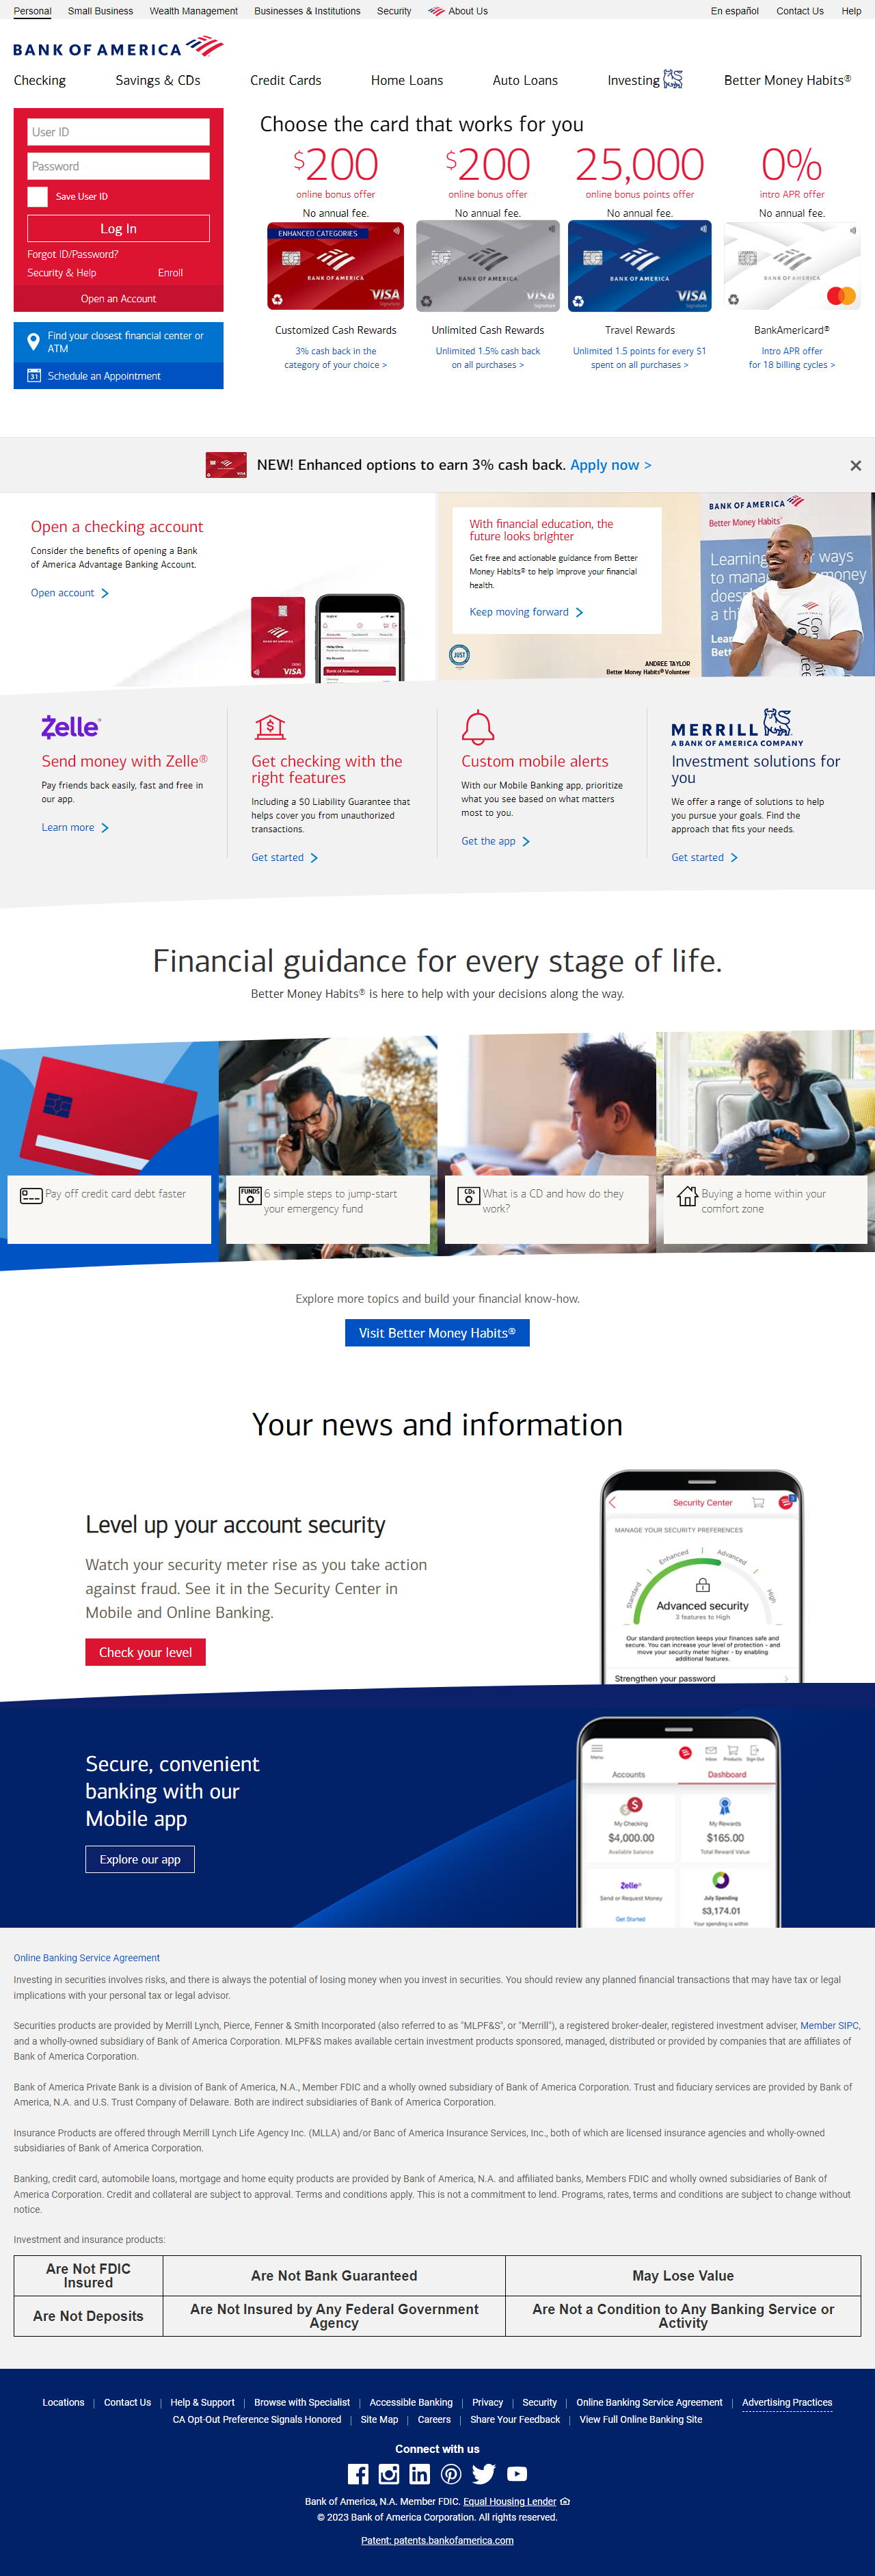 Personal Small Business Wealth Management Businesses & Institutions Security About Us En español Contact Us Help
BANK OF AMERICA
Checking Savings & CDs Credit Cards Home Loans Auto Loans Investing Better Money Habits®
User ID
Password
Save User ID
Log In
Forgot ID/Password?
Security & Help Enroll
Open an Account
Find your closest financial center or
ATM
31 Schedule an Appointment
Choose the card that works for you
$200
online bonus offer
No annual fee.
ENHANCED CATEGORIES
BANK OF AMERICA
VISA
Signature
Customized Cash Rewards
3% cash back in the
category of your choice >
$200
online bonus offer
No annual fee.
BANK OF AMERICA
VISA
Signature
Unlimited Cash Rewards
Unlimited 1.5% cash back
on all purchases >
25,000
online bonus points offer
No annual fee.
BANK OF AMERICA
VISA
Signature
Travel Rewards
Unlimited 1.5 points for every $1
spent on all purchases >
0%
intro APR offer
No annual fee.
BANK OF AMERICA
BankAmericard®
Intro APR offer
for 18 billing cycles >
NEW! Enhanced options to earn 3% cash back. Apply now >
Open a checking account
Consider the benefits of opening a Bank
of America Advantage Banking Account.
Open account
BANK OF AMERICA
VISA
With financial education, the
future looks brighter
Get free and actionable guidance from Better
Money Habits® to help improve your financial
health.
Keep moving forward
JUST
ANDREE TAYLOR
Better Money Habits® Volunteer
BANK OF AMERICA
Better Money Habits®
Learning ways
to mana money
does
a thi
Lear
Bett
Zelle®
Send money with Zelle®
Pay friends back easily, fast and free in
our app.
Learn more
Get checking with the
right features
Including a $0 Liability Guarantee that
helps cover you from unauthorized
transactions.
Get started
Custom mobile alerts
With our Mobile Banking app, prioritize
what you see based on what matters
most to you.
Get the app
MERRILL
A BANK OF AMERICA COMPANY
Investment solutions for
you
We offer a range of solutions to help
you pursue your goals. Find the
approach that fits your needs.
Get started
Financial guidance for every stage of life.
Better Money Habits® is here to help with your decisions along the way.
Pay off credit card debt faster
FUNDS
6 simple steps to jump-start
your emergency fund
CDs
What is a CD and how do they
work?
Buying a home within your
comfort zone
Explore more topics and build your financial know-how.
Visit Better Money Habits®
Your news and information
Level up your account security
Watch your security meter rise as you take action
against fraud. See it in the Security Center in
Mobile and Online Banking.
Check your level
Security Center
MANAGE YOUR SECURITY PREFERENCES
Standard Enhanced Advanced High
Advanced security
3 features to High
Our standard protection keeps your finances safe and
secure. You can increase your level of protection - and
move your security meter higher - by enabling
additional features.
Strengthen your password
Secure, convenient
banking with our
Mobile app
Explore our app
Menu Inbox Products Sign Out
Accounts Dashboard
My Checking
$4,000.00
Available balance
My Rewards
$165.00
Total Reward Value
Zelle®
Send or Request Money
Get Started
July Spending
$3,174.01
Your spending is within
Online Banking Service Agreement
Investing in securities involves risks, and there is always the potential of losing money when you invest in securities. You should review any planned financial transactions that may have tax or legal
implications with your personal tax or legal advisor.
Securities products are provided by Merrill Lynch, Pierce, Fenner & Smith Incorporated (also referred to as "MLPF&S", or "Merrill"), a registered broker-dealer, registered investment adviser, Member SIPC,
and a wholly-owned subsidiary of Bank of America Corporation. MLPF&S makes available certain investment products sponsored, managed, distributed or provided by companies that are affiliates of
Bank of America Corporation.
Bank of America Private Bank is a division of Bank of America, N.A., Member FDIC and a wholly owned subsidiary of Bank of America Corporation. Trust and fiduciary services are provided by Bank of
America, N.A. and U.S. Trust Company of Delaware. Both are indirect subsidiaries of Bank of America Corporation.
Insurance Products are offered through Merrill Lynch Life Agency Inc. (MLLA) and/or Banc of America Insurance Services, Inc., both of which are licensed insurance agencies and wholly-owned
subsidiaries of Bank of America Corporation.
Banking, credit card, automobile loans, mortgage and home equity products are provided by Bank of America, N.A. and affiliated banks, Members FDIC and wholly owned subsidiaries of Bank of
America Corporation. Credit and collateral are subject to approval. Terms and conditions apply. This is not a commitment to lend. Programs, rates, terms and conditions are subject to change without
notice.
Investment and insurance products:
Are Not FDIC
Insured
Are Not Bank Guaranteed
May Lose Value
Are Not Deposits
Are Not Insured by Any Federal Government
Agency
Are Not a Condition to Any Banking Service or
Activity
Locations Contact Us Help & Support Browse with Specialist Accessible Banking Privacy Security Online Banking Service Agreement Advertising Practices
CA Opt-Out Preference Signals Honored Site Map Careers Share Your Feedback View Full Online Banking Site
Connect with us
Bank of America, N.A. Member FDIC. Equal Housing Lender
© 2023 Bank of America Corporation. All rights reserved.
Patent: patents.bankofamerica.com